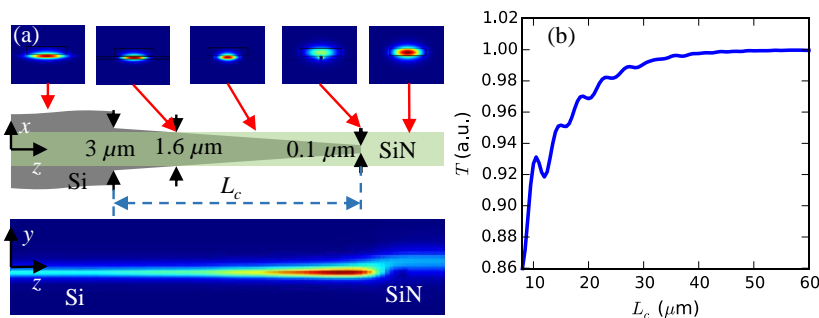 (a)
x
z
3 μm
1.6 μm
0.1 μm
SiN
Si
L_c
y
z
Si
SiN
(b)
1.02
1.00
0.98
0.96
0.94
0.92
0.90
0.88
0.86
T (a.u.)
10 20 30 40 50 60
L_c (μm)